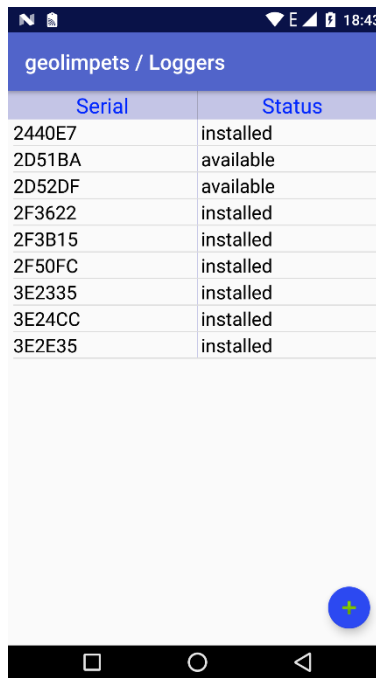 E 18:43
geolimpets / Loggers
Serial Status
2440E7 installed
2D51BA available
2D52DF available
2F3622 installed
2F3B15 installed
2F50FC installed
3E2335 installed
3E24CC installed
3E2E35 installed
+